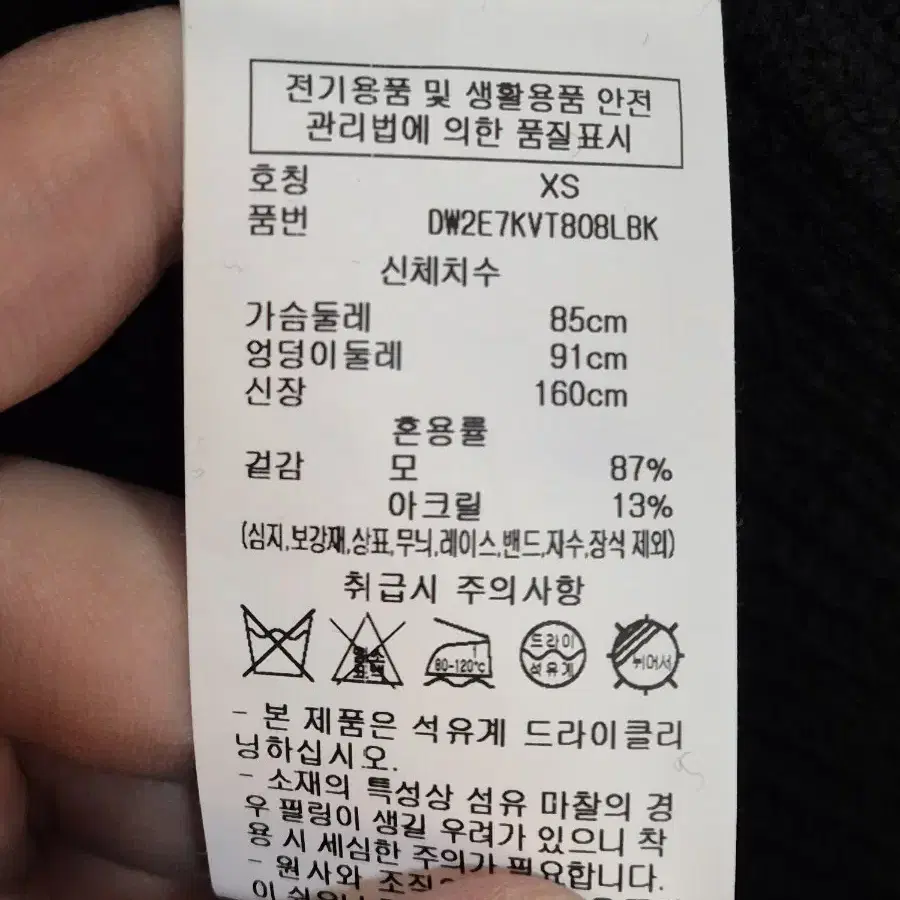 전기용품 및 생활용품 안전
관리법에 의한 품질표시
호칭 XS
품번 DW2E7KVT808LBK
신체치수
가슴둘레 85cm
엉덩이둘레 91cm
신장 160cm
혼용률
겉감 모 87%
아크릴 13%
(심지,보강재,상표,무늬,레이스,밴드,자수,장식 제외)
취급시 주의사항
염소
표백
80-120℃
드라이
석유계
뉘어서
- 본 제품은 석유계 드라이클리
닝하십시오.
- 소재의 특성상 섬유 마찰의 경
우 필링이 생길 우려가 있으니 착
용 시 세심한 주의가 필요합니다.
- 원사와